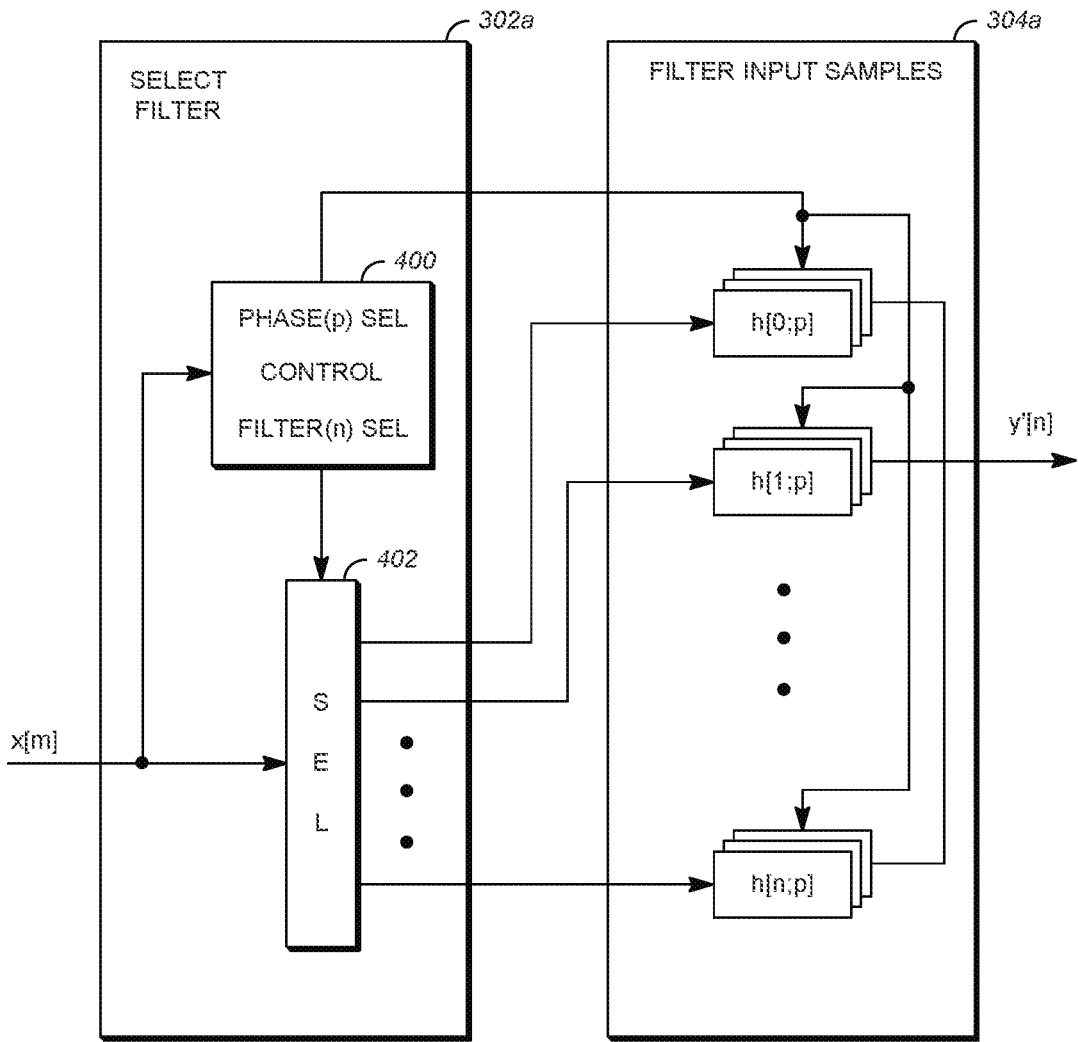 302a
304a
SELECT
FILTER
FILTER INPUT SAMPLES
400
PHASE(p) SEL
CONTROL
FILTER(n) SEL
h[0;p]
h[1;p]
y'[n]
402
S
E
L
x[m]
h[n;p]